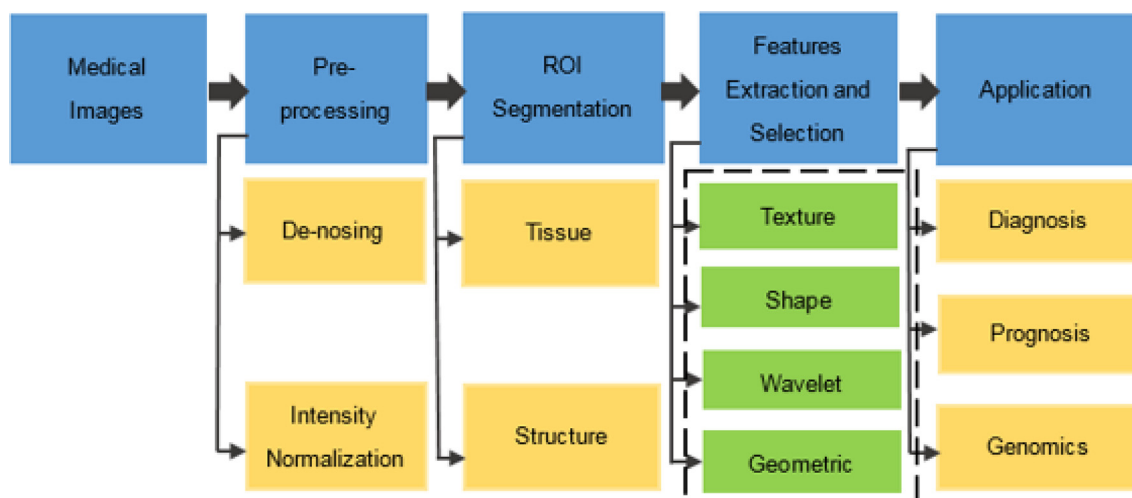 Medical
Images
Pre-
processing
ROI
Segmentation
Features
Extraction and
Selection
Application
De-nosing
Intensity
Normalization
Tissue
Structure
Texture
Shape
Wavelet
Geometric
Diagnosis
Prognosis
Genomics